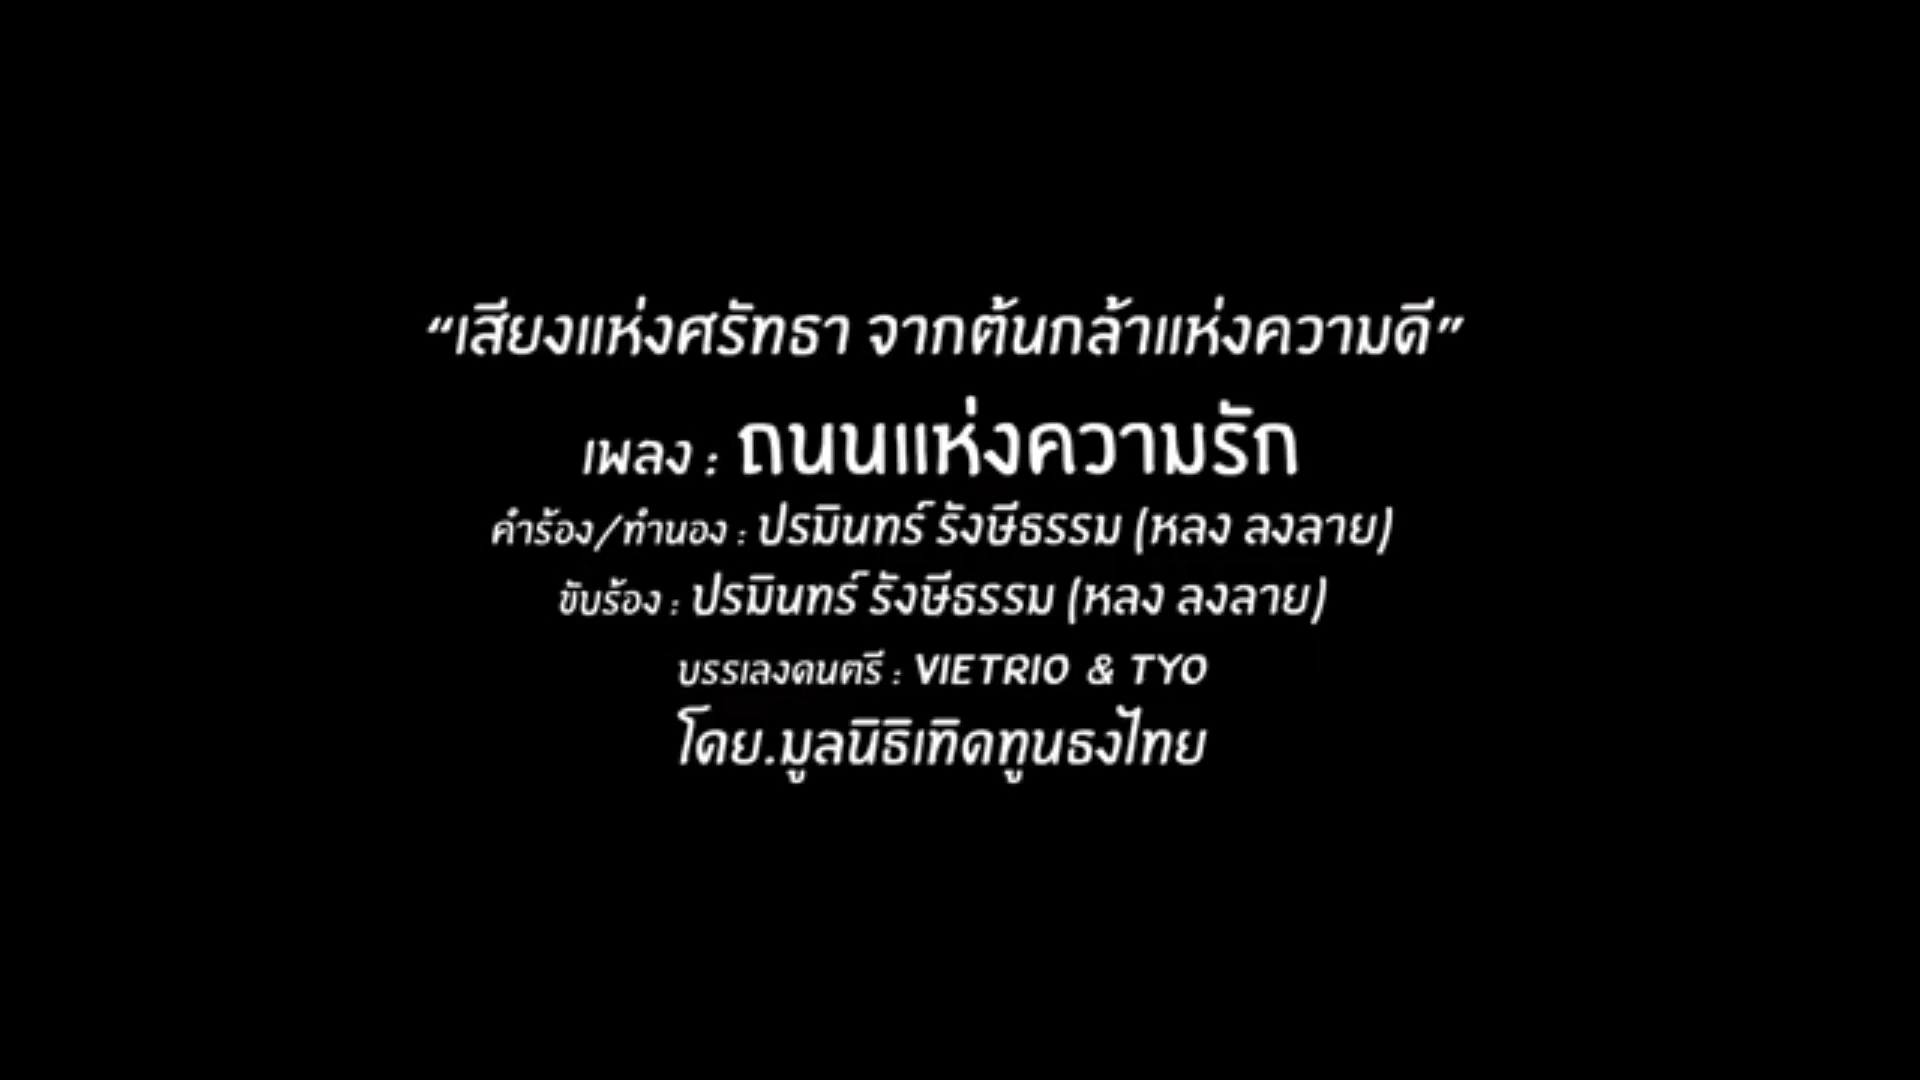 “เสียงแห่งศรัทธา จากต้นกล้าแห่งความดี”
เพลง : ถนนแห่งความรัก
คำร้อง/ทำนอง : ปรมินทร์ รังษีธรรม (หลง ลงลาย)
ขับร้อง : ปรมินทร์ รังษีธรรม (หลง ลงลาย)
บรรเลงดนตรี : VIETRIO & TYO
โดย.มูลนิธิเทิดทูนธงไทย